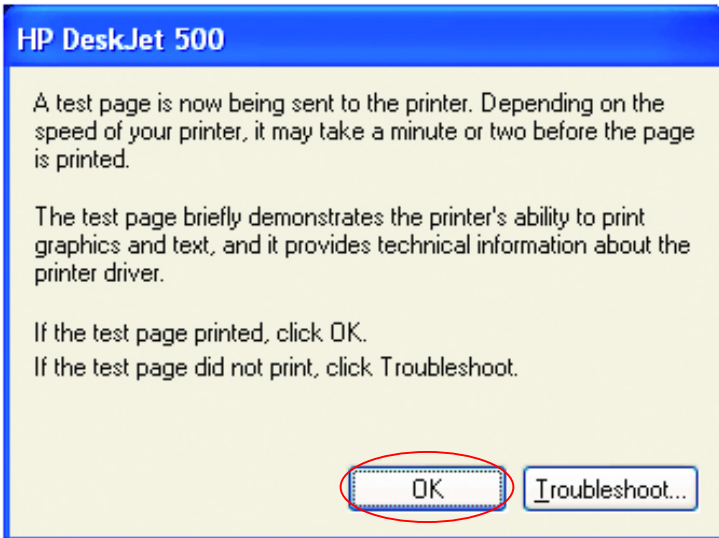 HP DeskJet 500
A test page is now being sent to the printer. Depending on the
speed of your printer, it may take a minute or two before the page
is printed.
The test page briefly demonstrates the printer's ability to print
graphics and text, and it provides technical information about the
printer driver.
If the test page printed, click OK.
If the test page did not print, click Troubleshoot.
OK Troubleshoot...